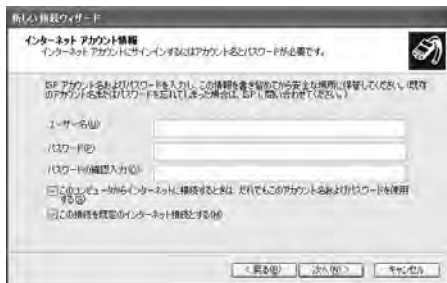 新しい接続ウィザード
インターネット アカウント情報
インターネット アカウントにサインインするにはアカウント名とパスワードが必要です。
ISP アカウント名およびパスワードを入力し、この情報を書き留めてから安全な場所に保管してください。(既存
のアカウント名またはパスワードを忘れてしまった場合は、ISP に問い合わせてください。)
ユーザー名(U):
パスワード(P):
パスワードの確認入力(C):
このコンピュータからインターネットに接続するときは、だれでもこのアカウント名およびパスワードを使用
する(S)
この接続を既定のインターネット接続とする(M)
< 戻る(B)
次へ(N) >
キャンセル